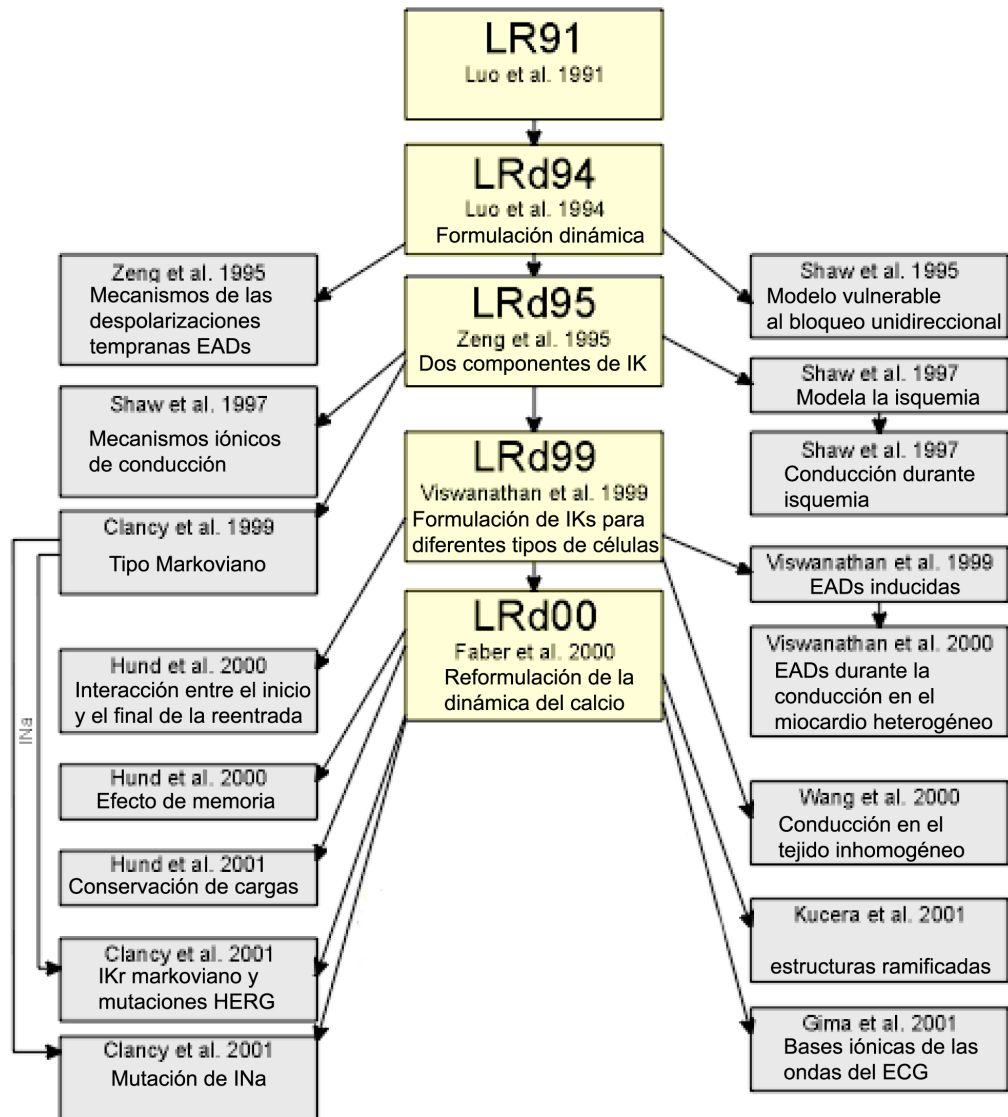 LR91
Luo et al. 1991
LRd94
Luo et al. 1994
Formulación dinámica
Zeng et al. 1995
Mecanismos de las
despolarizaciones
tempranas EADs
Shaw et al. 1995
Modelo vulnerable
al bloqueo unidireccional
LRd95
Zeng et al. 1995
Dos componentes de IK
Shaw et al. 1997
Mecanismos iónicos
de conducción
Shaw et al. 1997
Modela la isquemia
Shaw et al. 1997
Conducción durante
isquemia
LRd99
Viswanathan et al. 1999
Formulación de IKs para
diferentes tipos de células
Clancy et al. 1999
Tipo Markoviano
Viswanathan et al. 1999
EADs inducidas
LRd00
Faber et al. 2000
Reformulación de la
dinámica del calcio
Viswanathan et al. 2000
EADs durante la
conducción en el
miocardio heterogéneo
Hund et al. 2000
Interacción entre el inicio
y el final de la reentrada
INa
Hund et al. 2000
Efecto de memoria
Wang et al. 2000
Conducción en el
tejido inhomogéneo
Hund et al. 2001
Conservación de cargas
Kucera et al. 2001
estructuras ramificadas
Clancy et al. 2001
IKr markoviano y
mutaciones HERG
Gima et al. 2001
Bases iónicas de las
ondas del ECG
Clancy et al. 2001
Mutación de INa